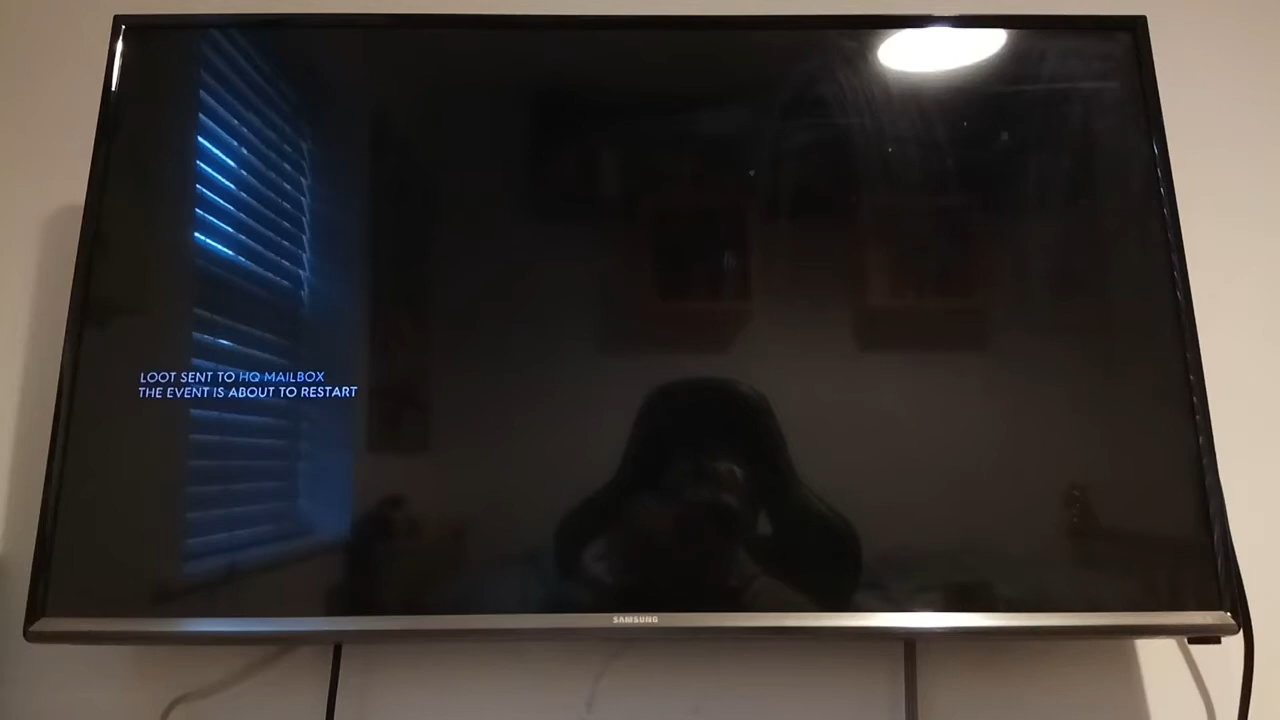 LOOT SENT TO HQ MAILBOX
THE EVENT IS ABOUT TO RESTART
SAMSUNG